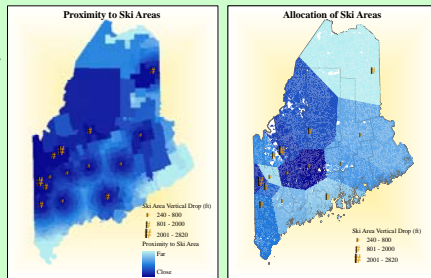 Proximity to Ski Areas
Ski Area Vertical Drop (ft)
240 - 800
801 - 2000
2001 - 2820
Proximity to Ski Area
Far
Close
Allocation of Ski Areas
Ski Area Vertical Drop (ft)
240 - 800
801 - 2000
2001 - 2820